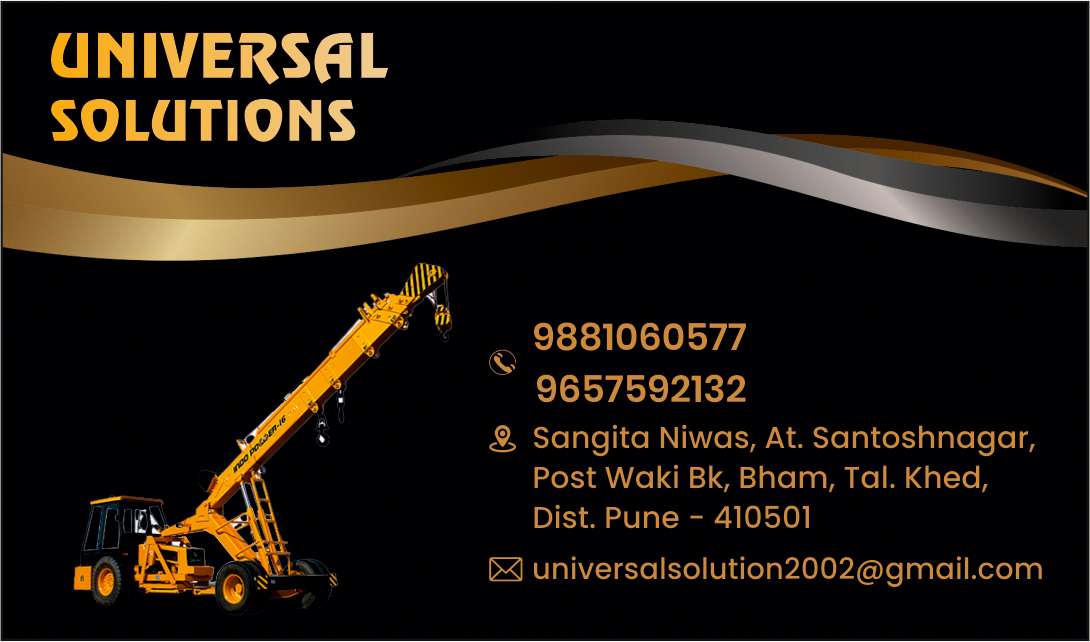 UNIVERSAL
SOLUTIONS
9881060577
9657592132
Sangita Niwas, At. Santoshnagar,
Post Waki Bk, Bham, Tal. Khed,
Dist. Pune - 410501
universalsolution2002@gmail.com